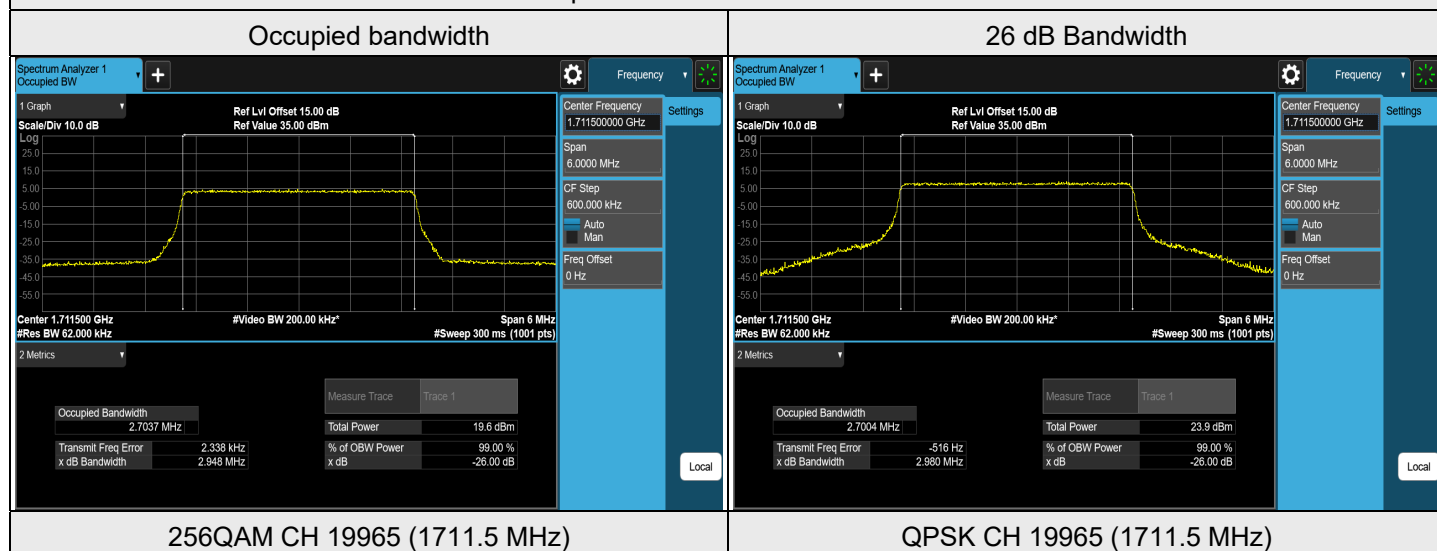 Occupied bandwidth
26 dB Bandwidth
Spectrum Analyzer 1
Occupied BW
+
Frequency
1 Graph
Scale/Div 10.0 dB
Ref Lvl Offset 15.00 dB
Ref Value 35.00 dBm
Log
25.0
15.0
5.00
-5.00
-15.0
-25.0
-35.0
-45.0
-55.0
Center 1.711500 GHz
#Res BW 62.000 kHz
#Video BW 200.00 kHz*
Span 6 MHz
#Sweep 300 ms (1001 pts)
Center Frequency
1.711500000 GHz
Settings
Span
6.0000 MHz
CF Step
600.000 kHz
Auto
Man
Freq Offset
0 Hz
Local
2 Metrics
Measure Trace Trace 1
Occupied Bandwidth
2.7037 MHz
Total Power 19.6 dBm
Transmit Freq Error 2.338 kHz
% of OBW Power 99.00 %
x dB Bandwidth 2.948 MHz
x dB -26.00 dB
Spectrum Analyzer 1
Occupied BW
+
Frequency
1 Graph
Scale/Div 10.0 dB
Ref Lvl Offset 15.00 dB
Ref Value 35.00 dBm
Log
25.0
15.0
5.00
-5.00
-15.0
-25.0
-35.0
-45.0
-55.0
Center 1.711500 GHz
#Res BW 62.000 kHz
#Video BW 200.00 kHz*
Span 6 MHz
#Sweep 300 ms (1001 pts)
Center Frequency
1.711500000 GHz
Settings
Span
6.0000 MHz
CF Step
600.000 kHz
Auto
Man
Freq Offset
0 Hz
Local
2 Metrics
Measure Trace Trace 1
Occupied Bandwidth
2.7004 MHz
Total Power 23.9 dBm
Transmit Freq Error -516 Hz
% of OBW Power 99.00 %
x dB Bandwidth 2.980 MHz
x dB -26.00 dB
256QAM CH 19965 (1711.5 MHz)
QPSK CH 19965 (1711.5 MHz)